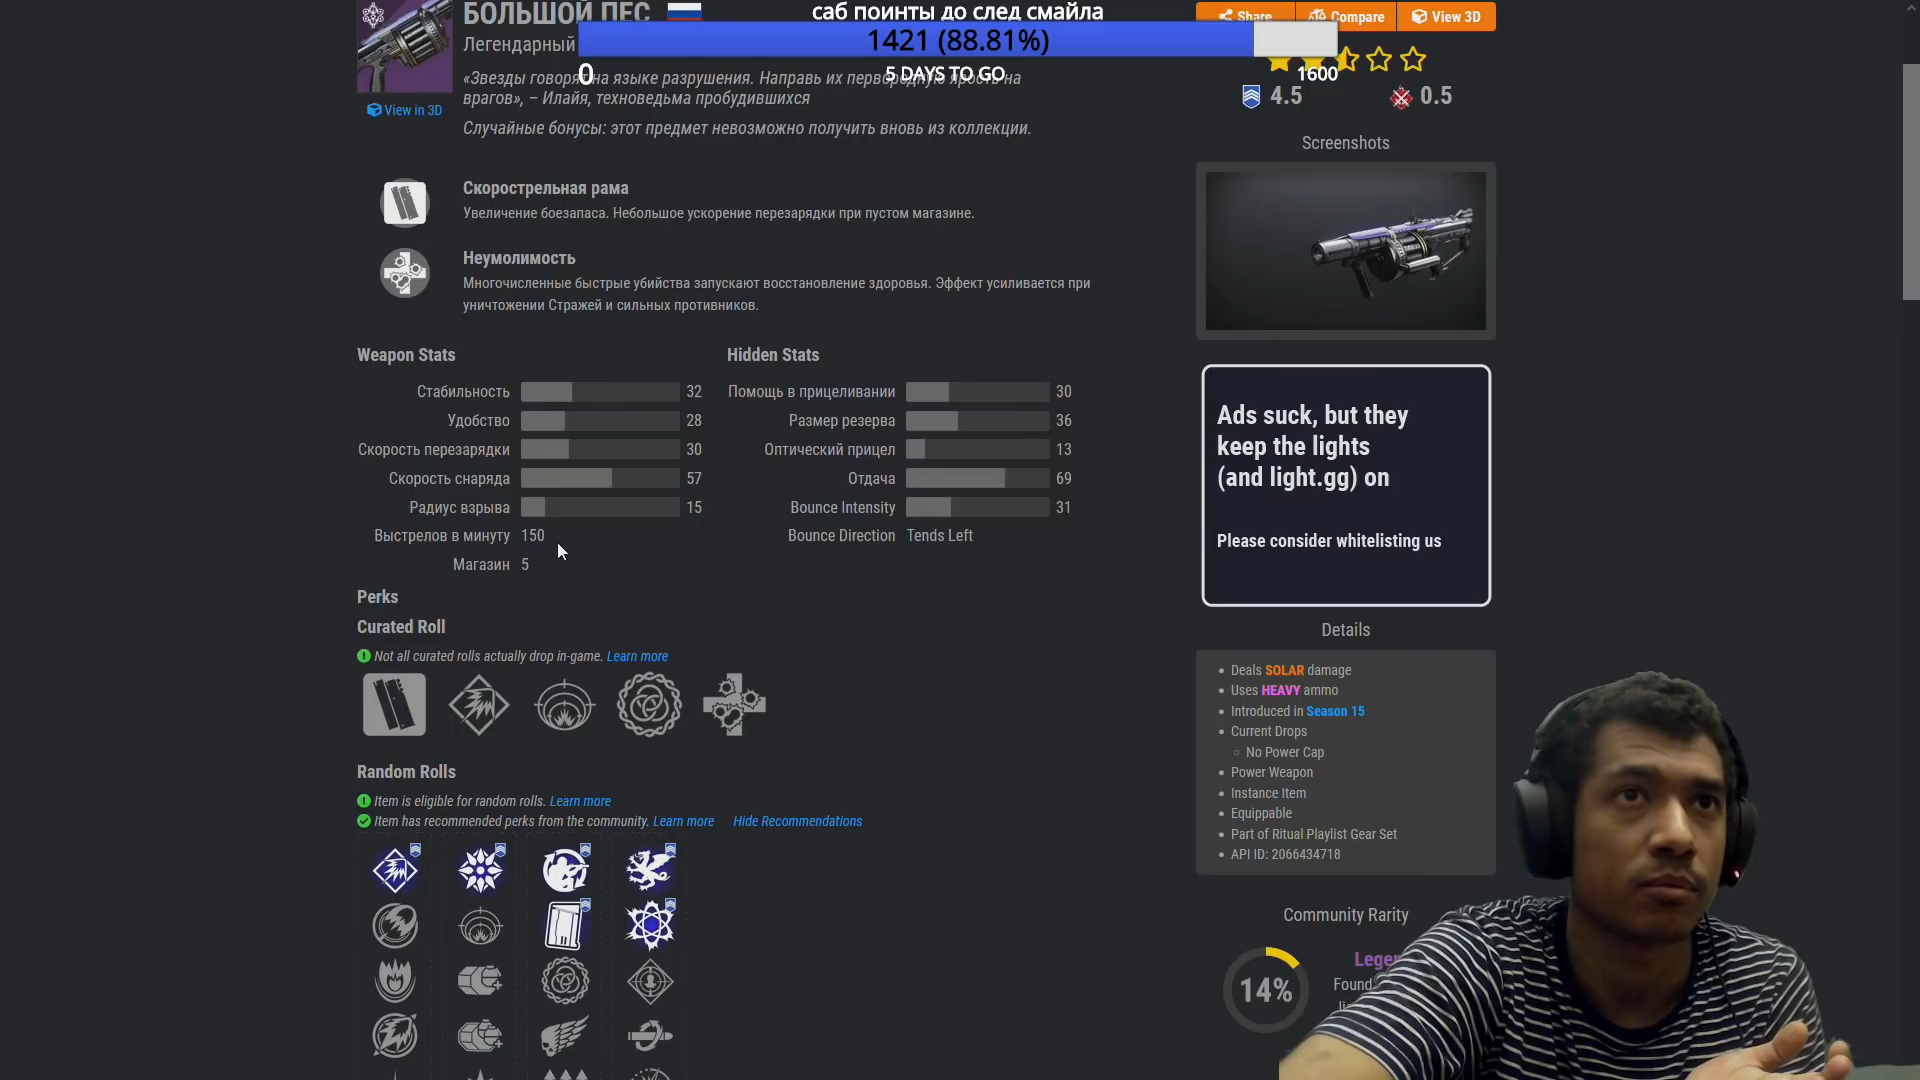 БОЛЬШОЙ ПЕС
саб поинты до след смайла
Легендарный
1421 (88.81%)
0
5 DAYS TO GO
1600
Share
Compare
View 3D
«Звезды говорят на языке разрушения. Направь их первородную ярость на
врагов», – Илайя, техноведьма пробудившихся
View in 3D
Случайные бонусы: этот предмет невозможно получить вновь из коллекции.
4.5
0.5
Screenshots
Скорострельная рама
Увеличение боезапаса. Небольшое ускорение перезарядки при пустом магазине.
Неумолимость
Многочисленные быстрые убийства запускают восстановление здоровья. Эффект усиливается при
уничтожении Стражей и сильных противников.
Weapon Stats
Стабильность 32
Удобство 28
Скорость перезарядки 30
Скорость снаряда 57
Радиус взрыва 15
Выстрелов в минуту 150
Магазин 5
Hidden Stats
Помощь в прицеливании 30
Размер резерва 36
Оптический прицел 13
Отдача 69
Bounce Intensity 31
Bounce Direction Tends Left
Ads suck, but they
keep the lights
(and light.gg) on
Please consider whitelisting us
Perks
Curated Roll
Not all curated rolls actually drop in-game. Learn more
Random Rolls
Item is eligible for random rolls. Learn more
Item has recommended perks from the community. Learn more Hide Recommendations
Details
Deals SOLAR damage
Uses HEAVY ammo
Introduced in Season 15
Current Drops
No Power Cap
Power Weapon
Instance Item
Equippable
Part of Ritual Playlist Gear Set
API ID: 2066434718
Community Rarity
14%
Found